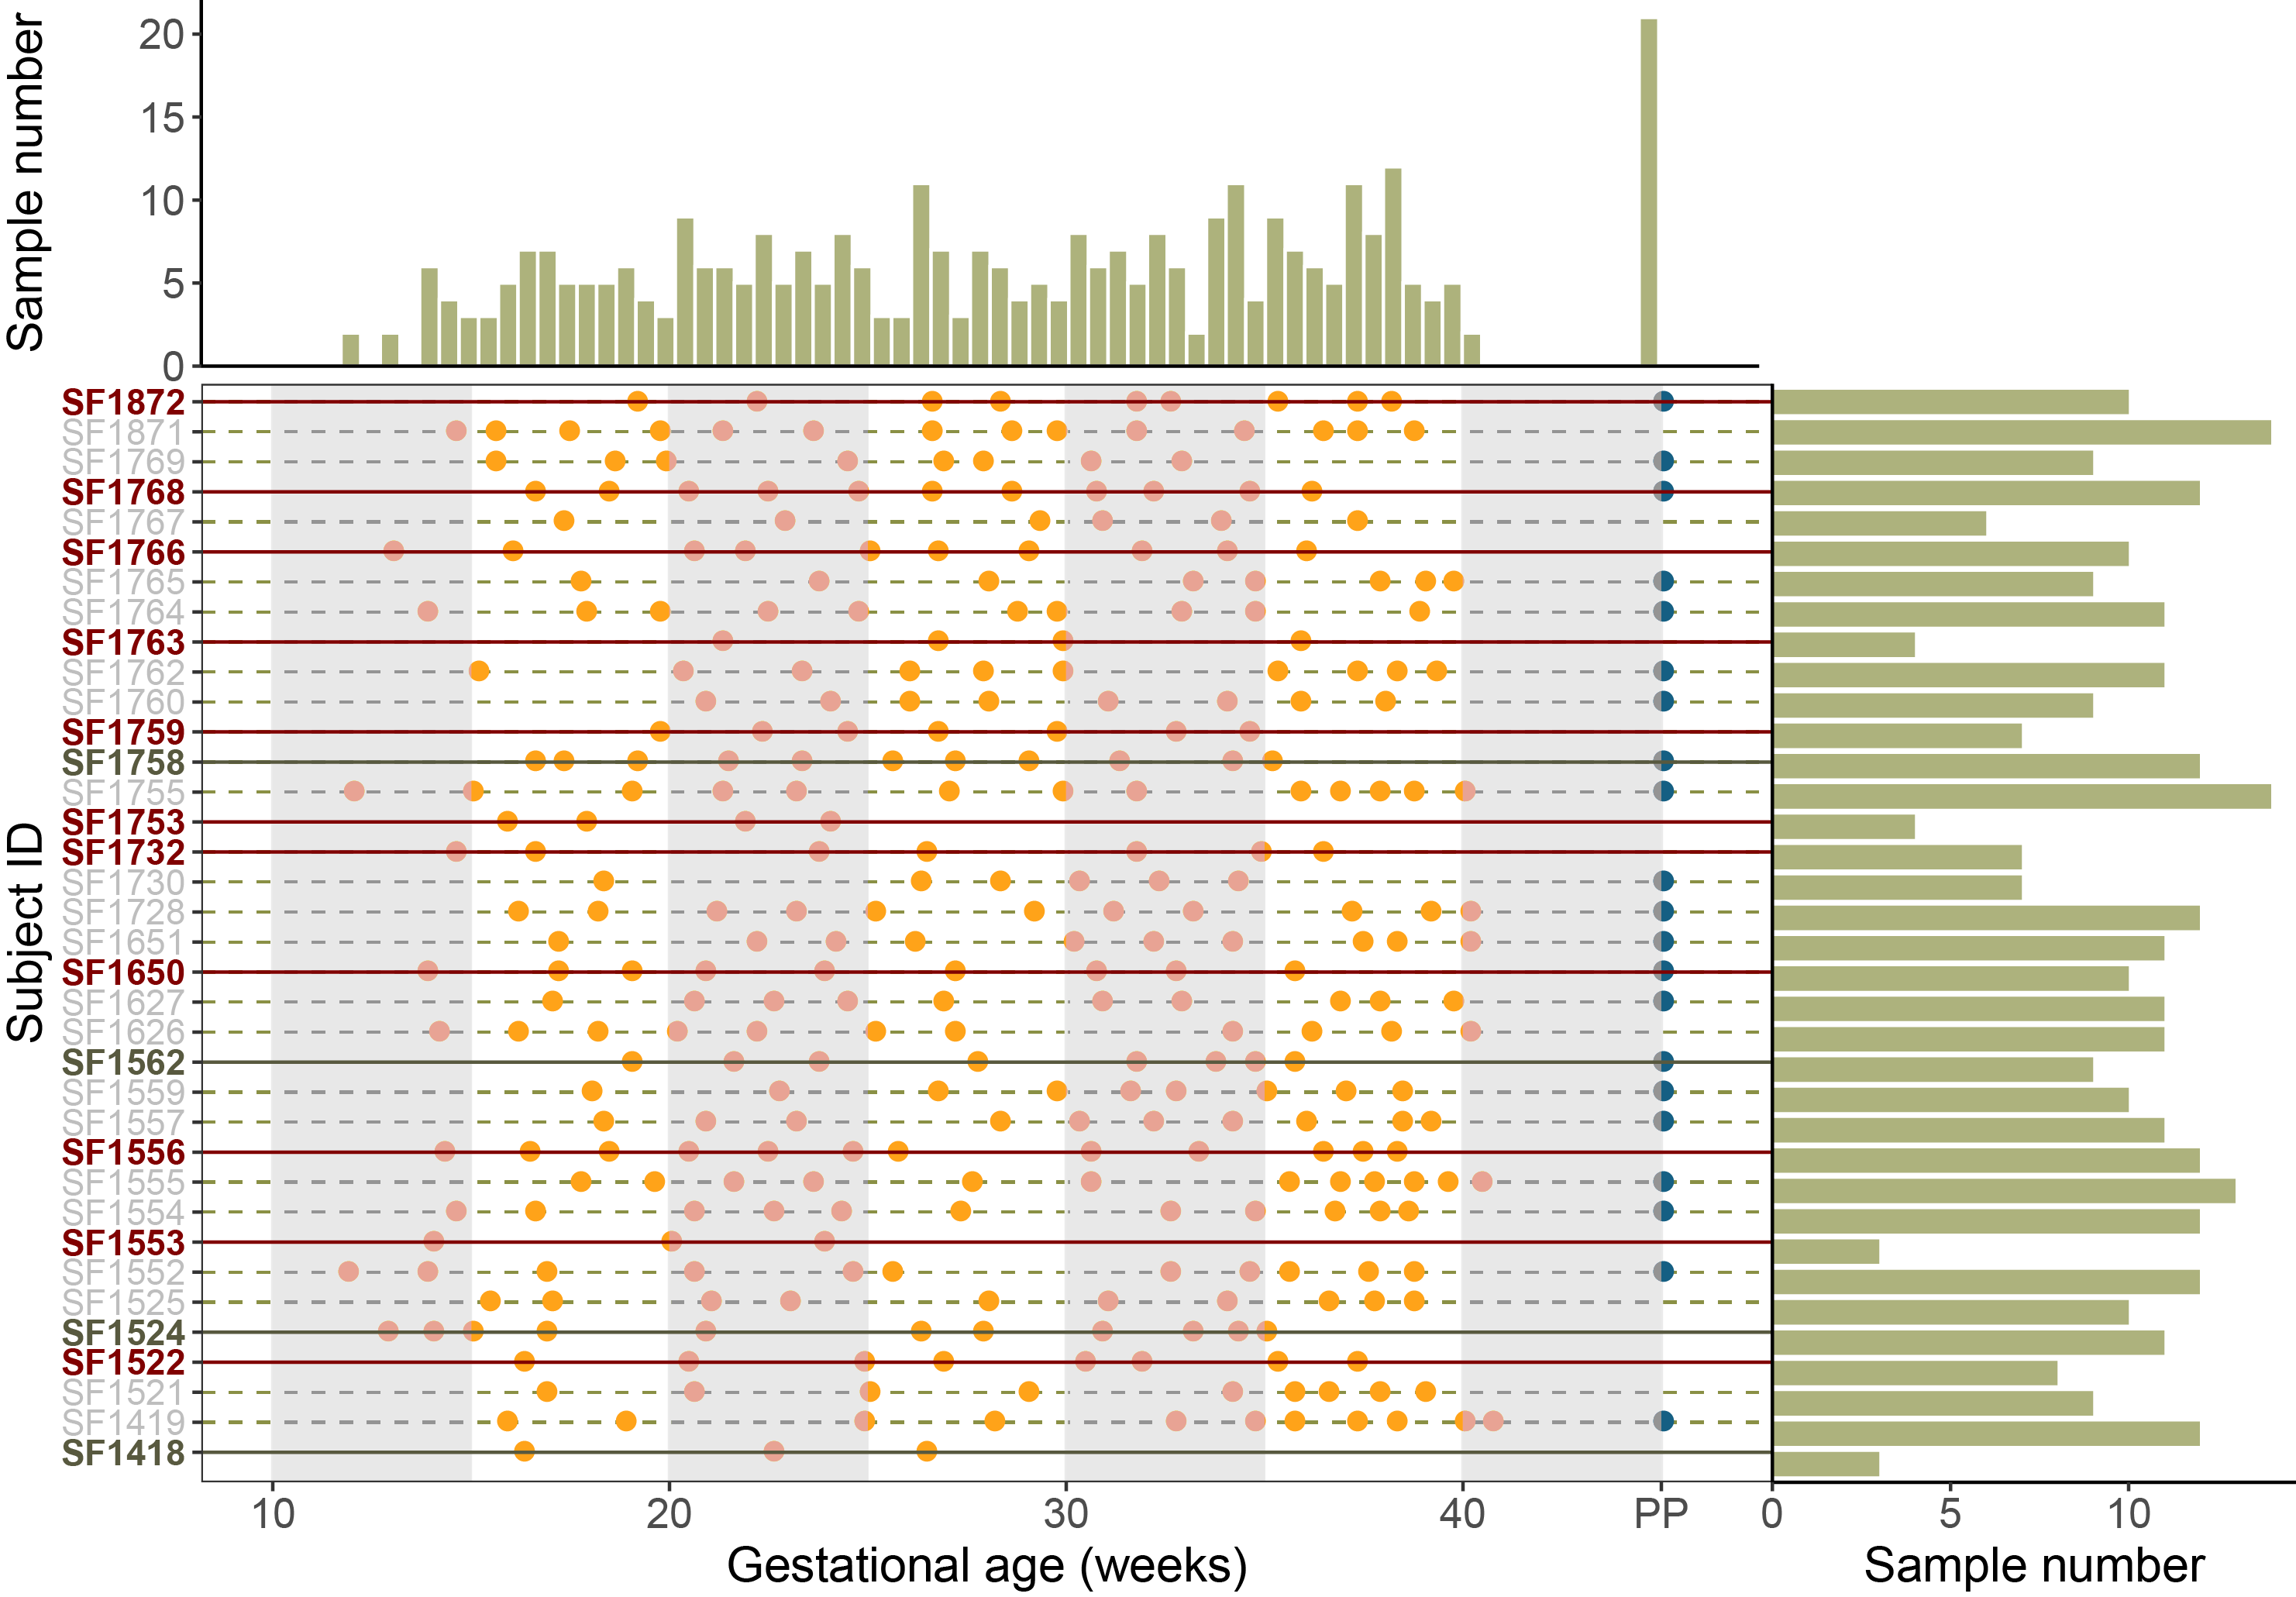 Sample number
20
15
10
5
0
Subject ID
SF1872
SF1871
SF1769
SF1768
SF1767
SF1766
SF1765
SF1764
SF1763
SF1762
SF1760
SF1759
SF1758
SF1755
SF1753
SF1732
SF1730
SF1728
SF1651
SF1650
SF1627
SF1626
SF1562
SF1559
SF1557
SF1556
SF1555
SF1554
SF1553
SF1552
SF1525
SF1524
SF1522
SF1521
SF1419
SF1418
10 20 30 40 PP 0 5 10
Gestational age (weeks) Sample number